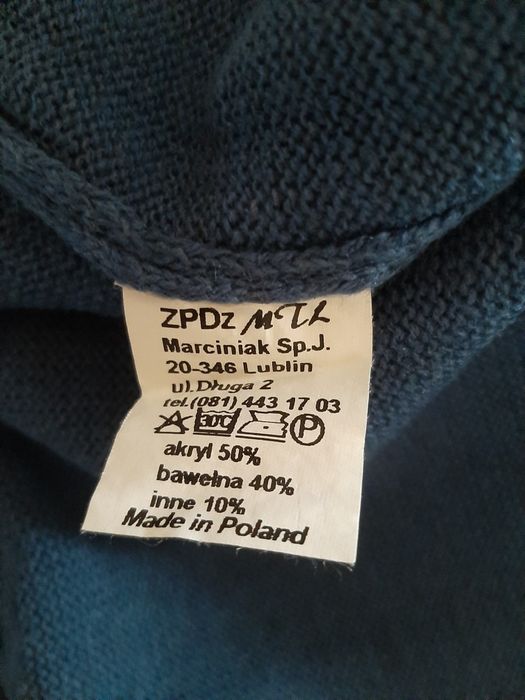 ZPDz MTL
Marciniak Sp.J.
20-346 Lublin
ul.Długa 2
tel.(081) 443 17 03
30°C P
akryl 50%
bawełna 40%
inne 10%
Made in Poland